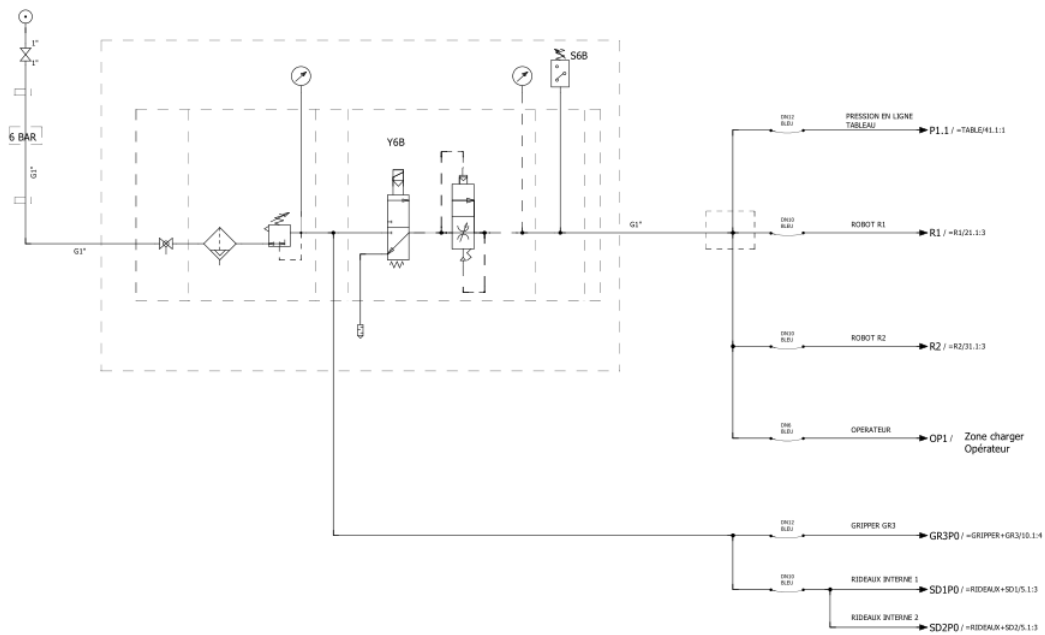 1"
1"
6 BAR
G1"
G1"
Y6B
S6B
G1"
DN12
BLEU
PRESSION EN LIGNE
TABLEAU
P1.1 / =TABLE/41.1:1
DN10
BLEU
ROBOT R1
R1 / =R1/21.1:3
DN10
BLEU
ROBOT R2
R2 / =R2/31.1:3
DN6
BLEU
OPERATEUR
OP1 /
Zone charger
Opérateur
DN12
BLEU
GRIPPER GR3
GR3P0 / =GRIPPER+GR3/10.1:4
DN10
BLEU
RIDEAUX INTERNE 1
SD1P0 / =RIDEAUX+SD1/5.1:3
RIDEAUX INTERNE 2
SD2P0 / =RIDEAUX+SD2/5.1:3